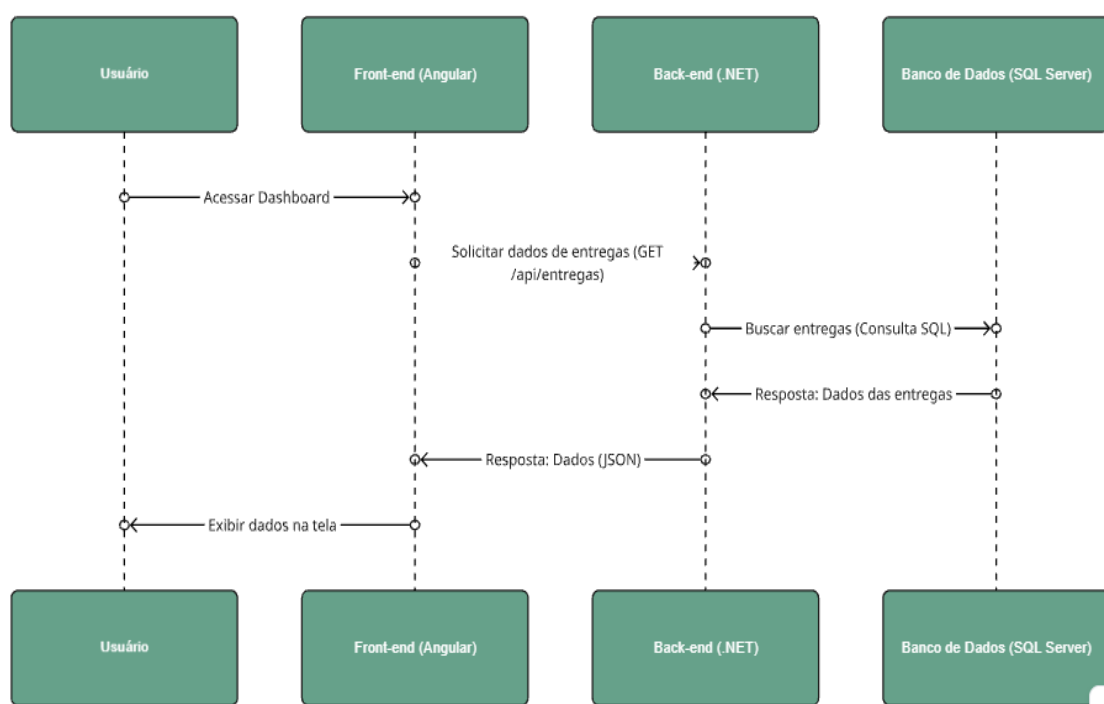 Usuário
Front-end (Angular)
Back-end (.NET)
Banco de Dados (SQL Server)
Acessar Dashboard
Solicitar dados de entregas (GET
/api/entregas)
Buscar entregas (Consulta SQL)
Resposta: Dados das entregas
Resposta: Dados (JSON)
Exibir dados na tela
Usuário
Front-end (Angular)
Back-end (.NET)
Banco de Dados (SQL Server)